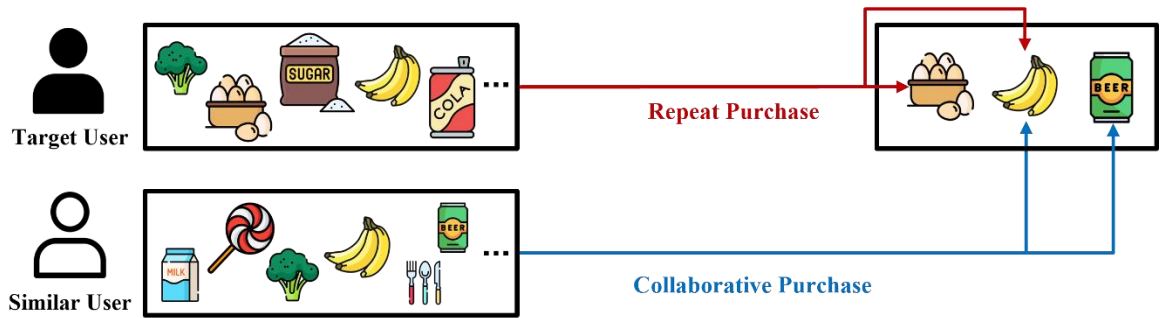 SUGAR
COLA
...
BEER
Repeat Purchase
Target User
BEER
MILK
...
Collaborative Purchase
Similar User